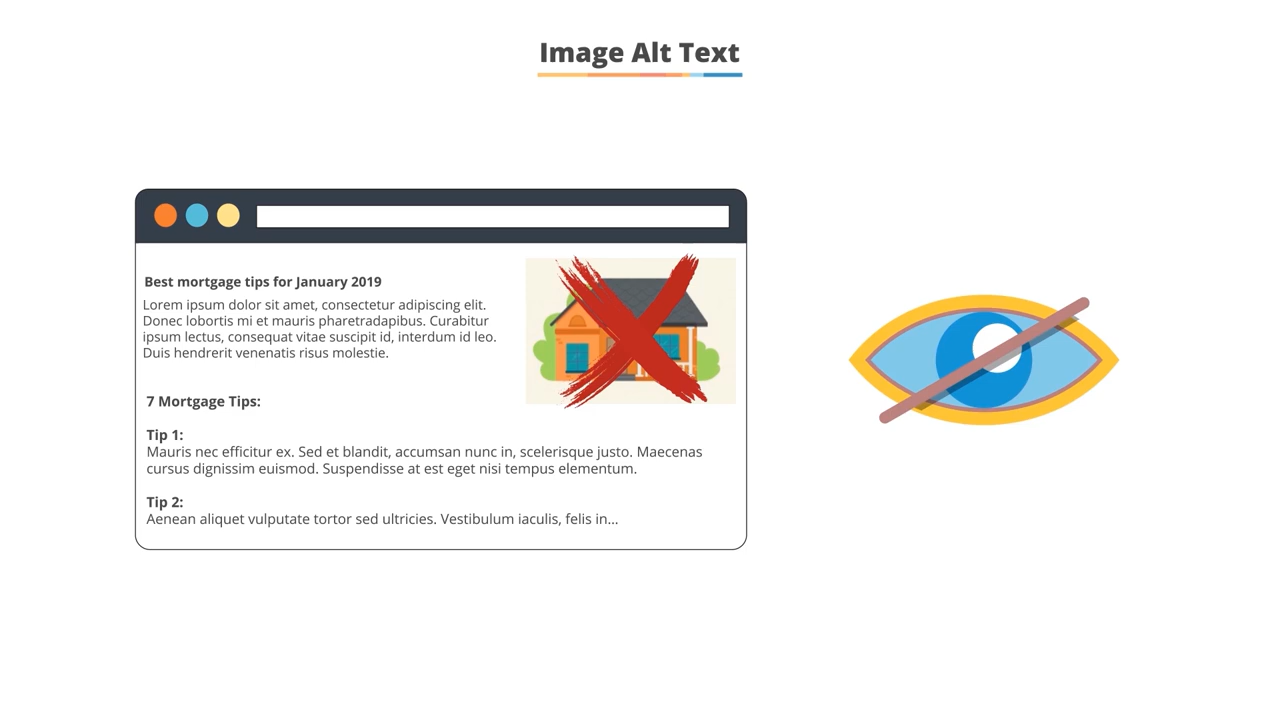 Image Alt Text
Best mortgage tips for January 2019
Lorem ipsum dolor sit amet, consectetur adipiscing elit.
Donec lobortis mi et mauris pharetradapibus. Curabitur
ipsum lectus, consequat vitae suscipit id, interdum id leo.
Duis hendrerit venenatis risus molestie.
7 Mortgage Tips:
Tip 1:
Mauris nec efficitur ex. Sed et blandit, accumsan nunc in, scelerisque justo. Maecenas
cursus dignissim euismod. Suspendisse at est eget nisi tempus elementum.
Tip 2:
Aenean aliquet vulputate tortor sed ultricies. Vestibulum iaculis, felis in...